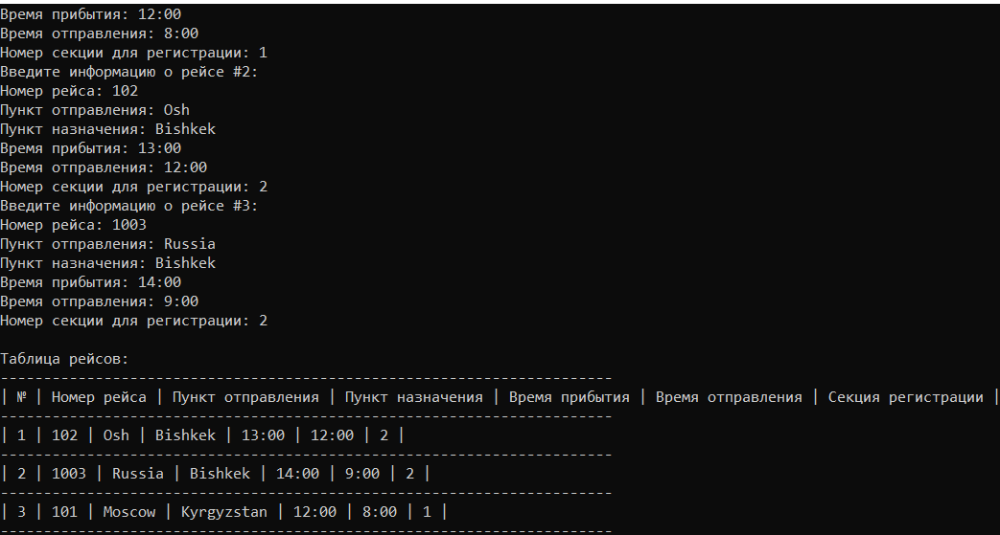 Время прибытия: 12:00
Время отправления: 8:00
Номер секции для регистрации: 1
Введите информацию о рейсе #2:
Номер рейса: 102
Пункт отправления: Osh
Пункт назначения: Bishkek
Время прибытия: 13:00
Время отправления: 12:00
Номер секции для регистрации: 2
Введите информацию о рейсе #3:
Номер рейса: 1003
Пункт отправления: Russia
Пункт назначения: Bishkek
Время прибытия: 14:00
Время отправления: 9:00
Номер секции для регистрации: 2
Таблица рейсов:
-----------------------------------------------------------------------
| № | Номер рейса | Пункт отправления | Пункт назначения | Время прибытия | Время отправления | Секция регистрации |
-----------------------------------------------------------------------
| 1 | 102 | Osh | Bishkek | 13:00 | 12:00 | 2 |
-----------------------------------------------------------------------
| 2 | 1003 | Russia | Bishkek | 14:00 | 9:00 | 2 |
-----------------------------------------------------------------------
| 3 | 101 | Moscow | Kyrgyzstan | 12:00 | 8:00 | 1 |
-----------------------------------------------------------------------